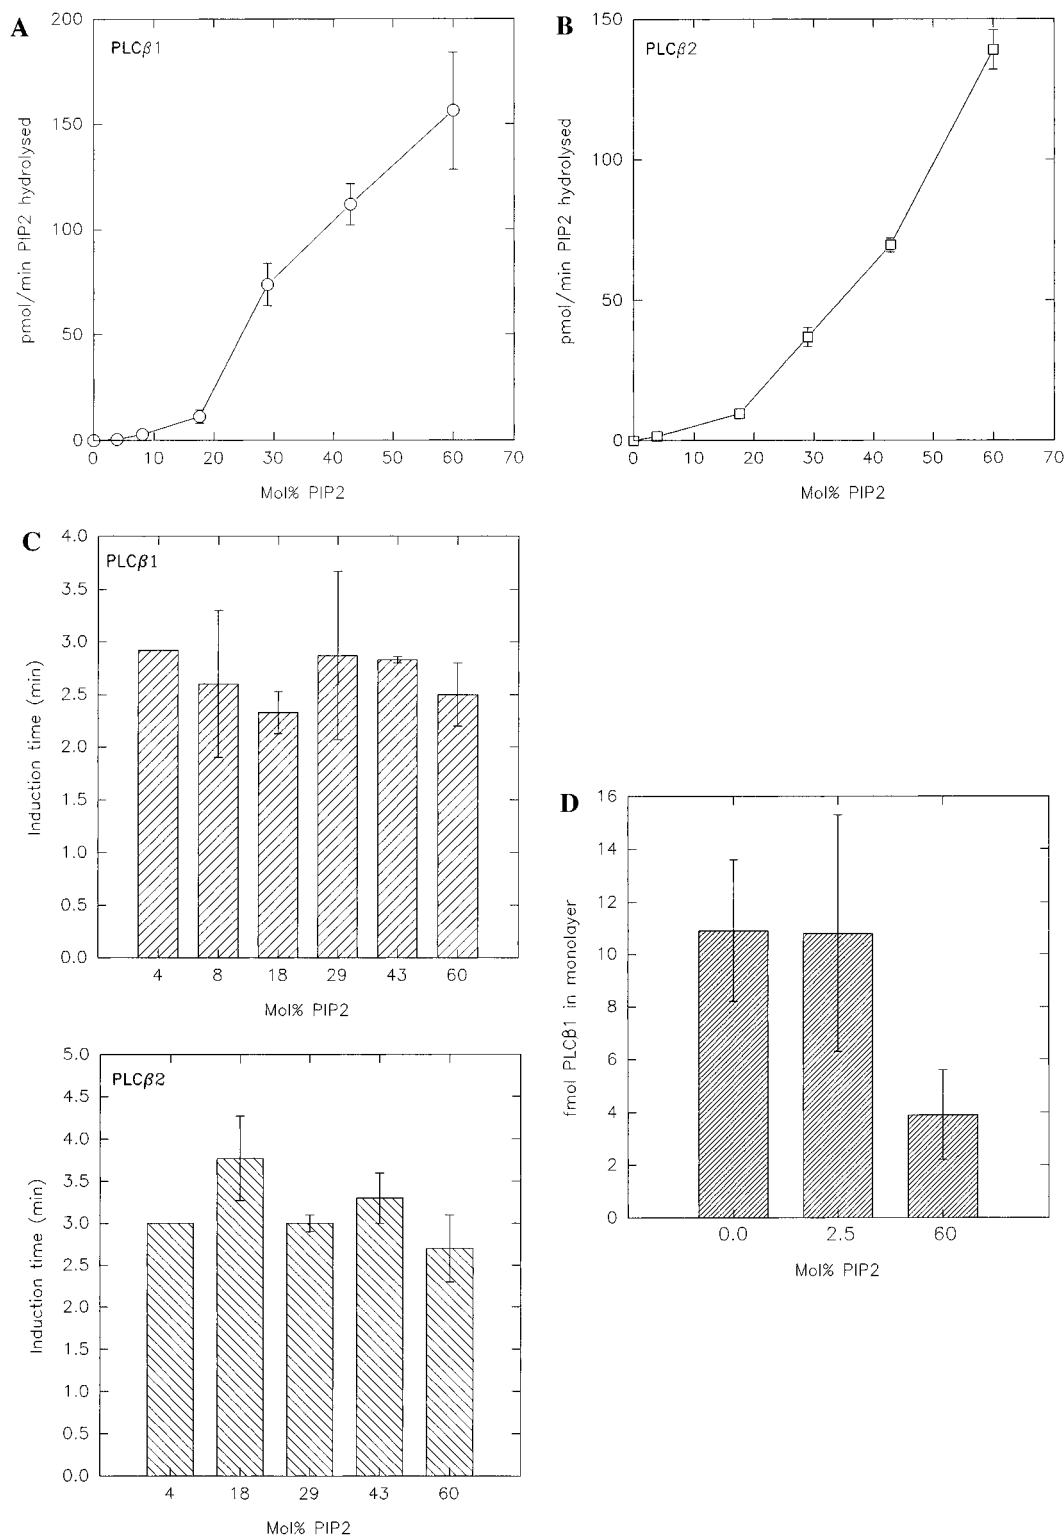 A
PLCβ1
pmol/min PIP2 hydrolysed
200
150
100
50
0
0 10 20 30 40 50 60 70
Mol% PIP2
B
PLCβ2
pmol/min PIP2 hydrolysed
150
100
50
0
0 10 20 30 40 50 60 70
Mol% PIP2
C
PLCβ1
Induction time (min)
4.0
3.5
3.0
2.5
2.0
1.5
1.0
0.5
0.0
4 8 18 29 43 60
Mol% PIP2
D
fmol PLCβ1 in monolayer
16
14
12
10
8
6
4
2
0
0.0 2.5 60
Mol% PIP2
PLCβ2
Induction time (min)
5.0
4.5
4.0
3.5
3.0
2.5
2.0
1.5
1.0
0.5
0.0
4 18 29 43 60
Mol% PIP2